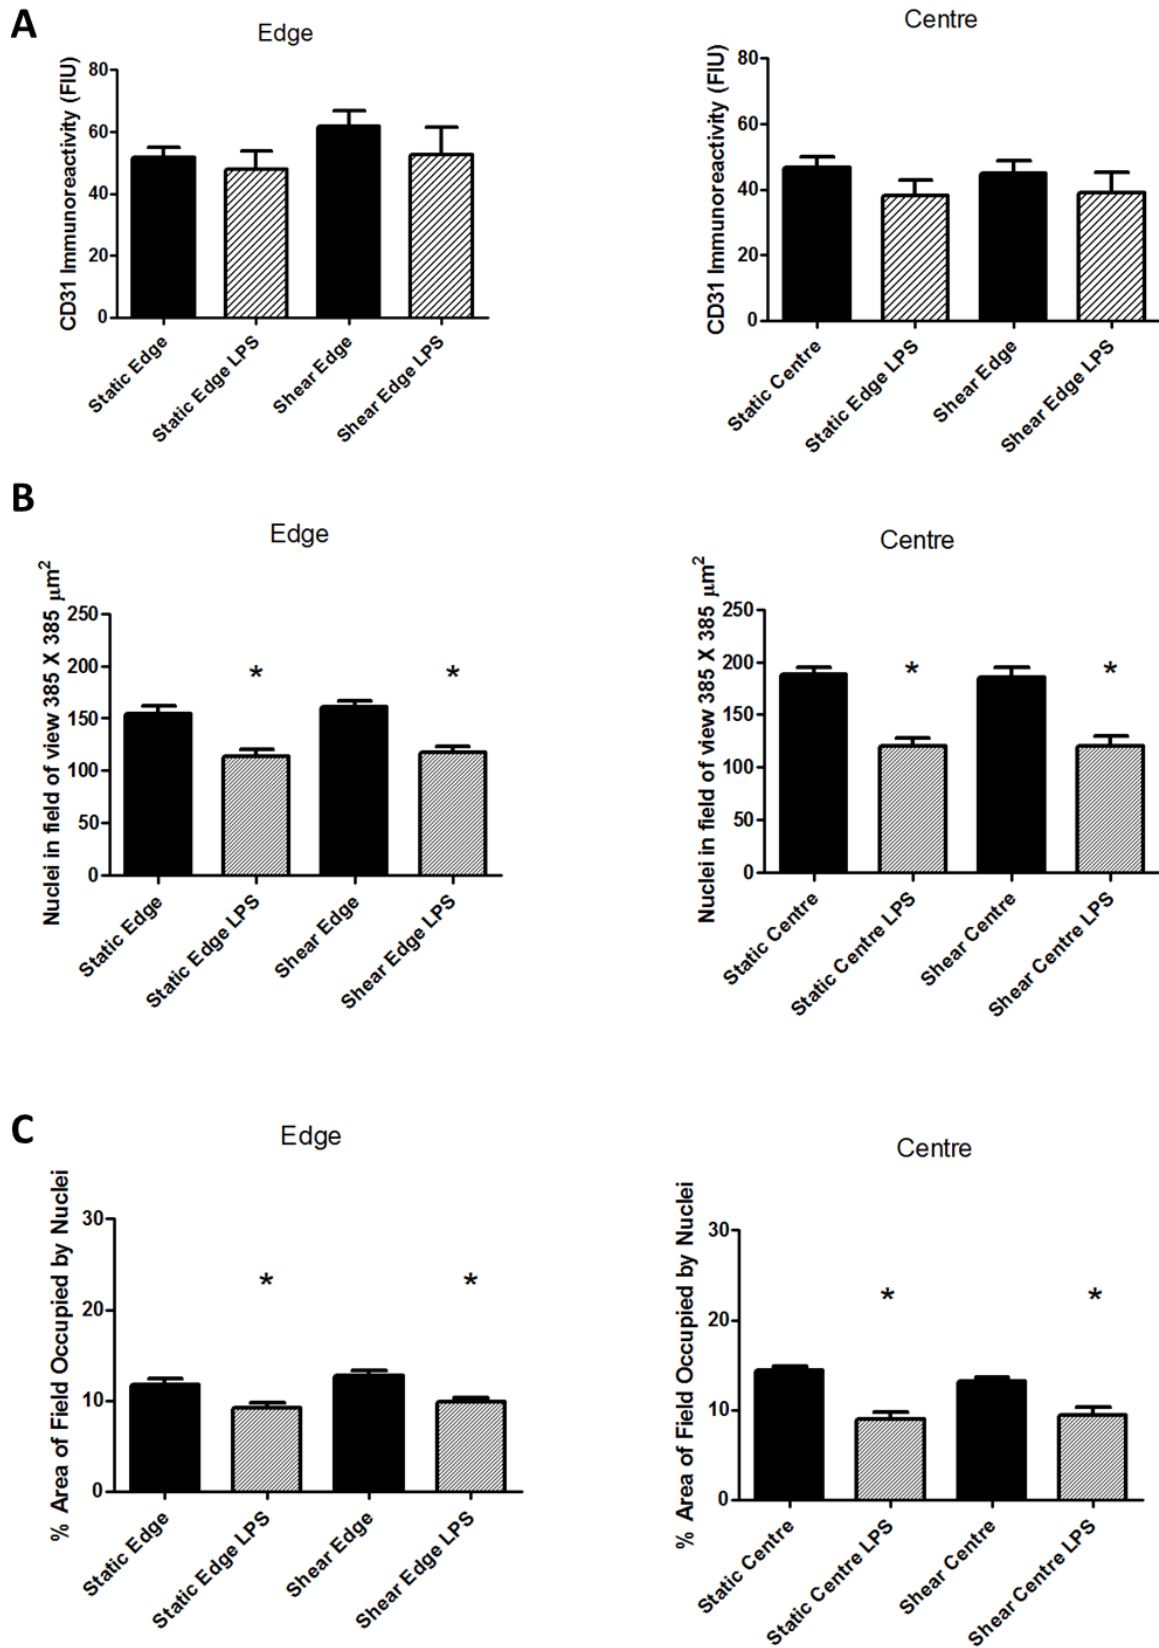 A
Edge
CD31 Immunoreactivity (FIU)
80
60
40
20
0
Static Edge
Static Edge LPS
Shear Edge
Shear Edge LPS
Centre
CD31 Immunoreactivity (FIU)
80
60
40
20
0
Static Centre
Static Edge LPS
Shear Edge
Shear Edge LPS
B
Edge
Nuclei in field of view 385 X 385 μm²
250
200
150
100
50
0
*
*
Static Edge
Static Edge LPS
Shear Edge
Shear Edge LPS
Centre
Nuclei in field of view 385 X 385 μm²
250
200
150
100
50
0
*
*
Static Centre
Static Centre LPS
Shear Centre
Shear Centre LPS
C
Edge
% Area of Field Occupied by Nuclei
30
20
10
0
*
*
Static Edge
Static Edge LPS
Shear Edge
Shear Edge LPS
Centre
% Area of Field Occupied by Nuclei
30
20
10
0
*
*
Static Centre
Static Centre LPS
Shear Centre
Shear Centre LPS